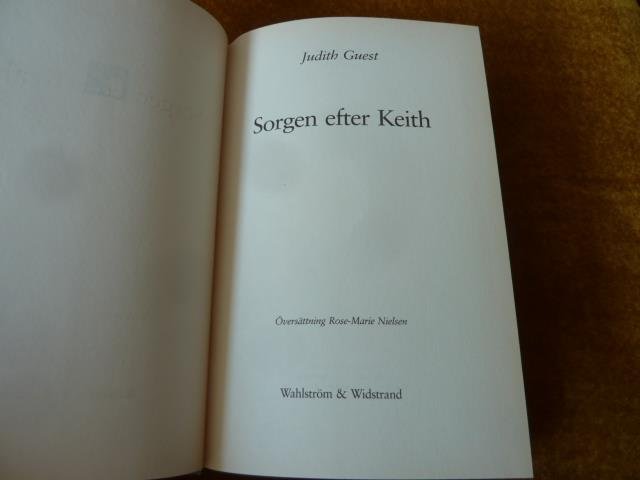 Judith Guest
Sorgen efter Keith
Översättning Rose-Marie Nielsen
Wahlström & Widstrand